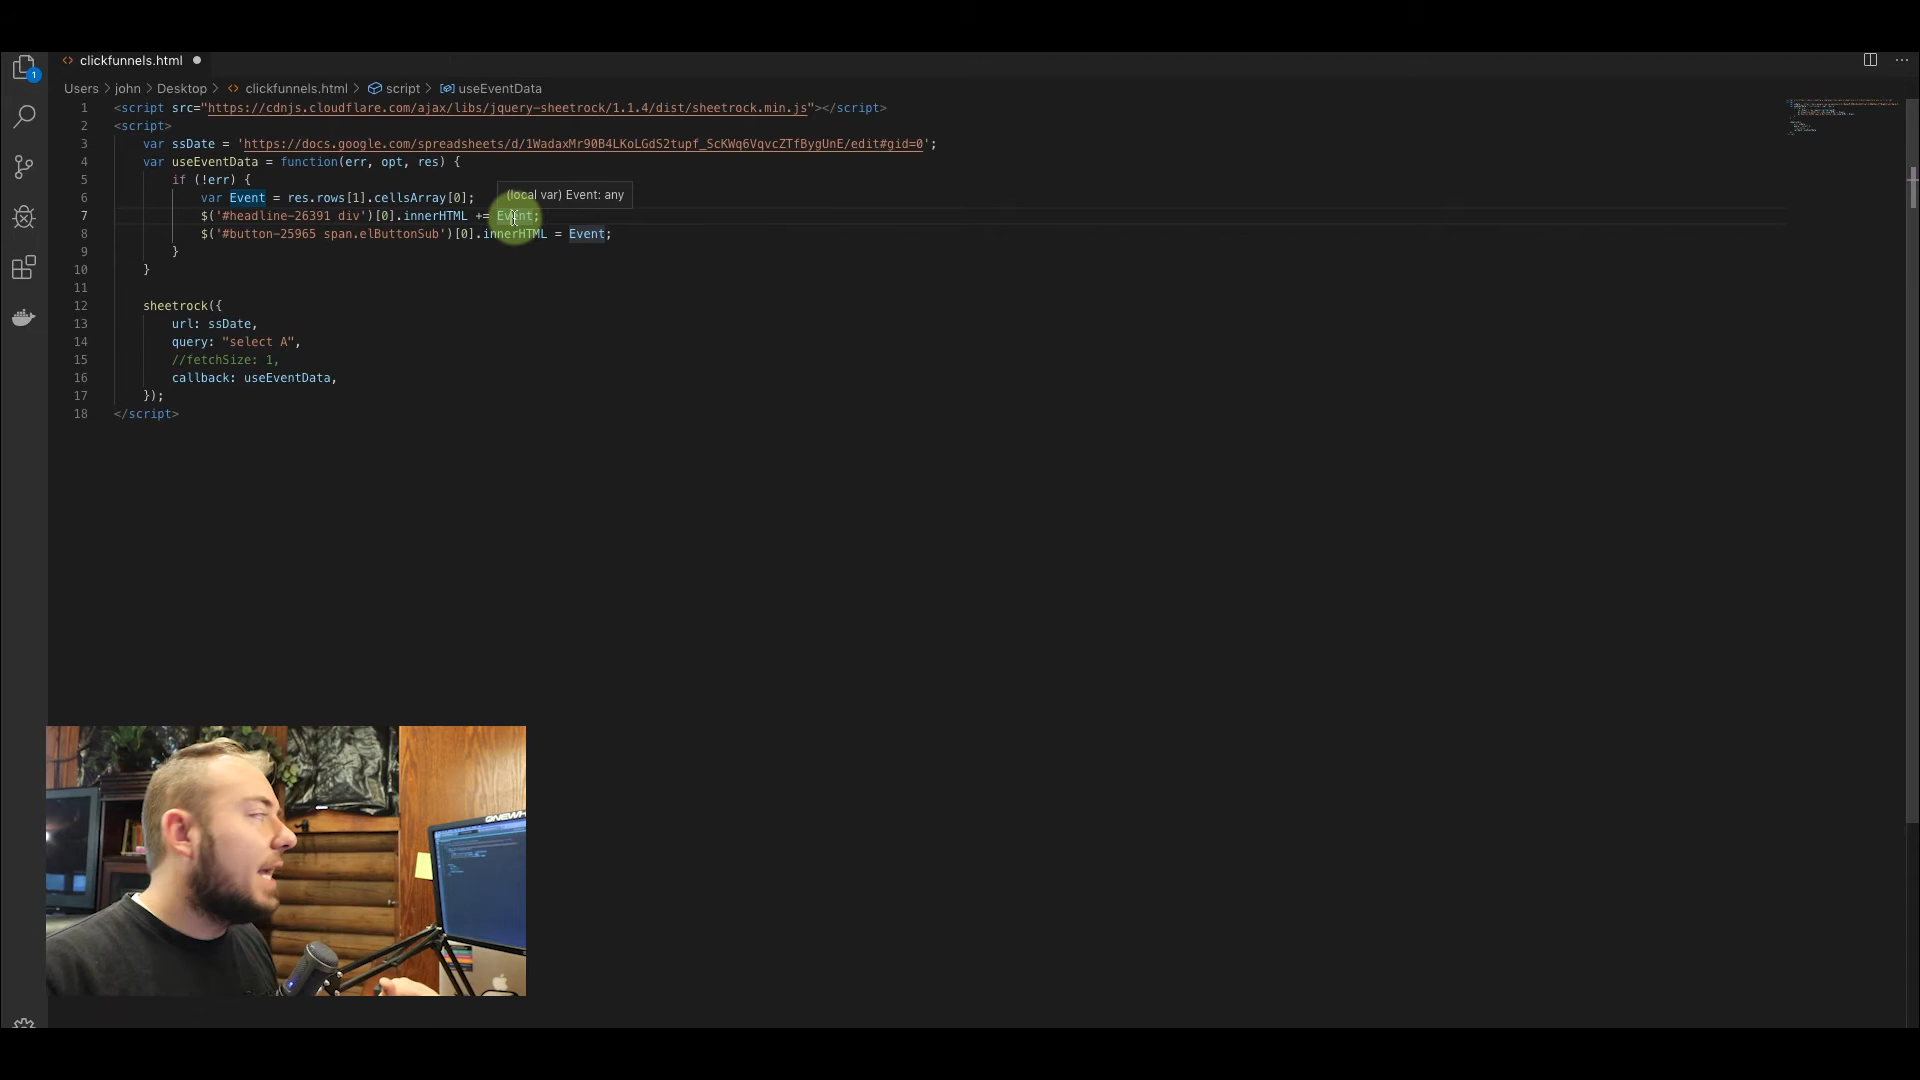 clickfunnels.html
1
Users > john > Desktop > clickfunnels.html > script > useEventData
1 <script src="https://cdnjs.cloudflare.com/ajax/libs/jquery-sheetrock/1.1.4/dist/sheetrock.min.js"></script>
2 <script>
3 var ssDate = 'https://docs.google.com/spreadsheets/d/1WadaxMr90B4LKoLGdS2tupf_ScKWq6VqvcZTfBygUnE/edit#gid=0';
4 var useEventData = function(err, opt, res) {
5 if (!err) {
(local var) Event: any
6 var Event = res.rows[1].cellsArray[0];
7 $('#headline-26391 div')[0].innerHTML += Event;
8 $('#button-25965 span.elButtonSub')[0].innerHTML = Event;
9 }
10 }
11
12 sheetrock({
13 url: ssDate,
14 query: "select A",
15 //fetchSize: 1,
16 callback: useEventData,
17 });
18 </script>